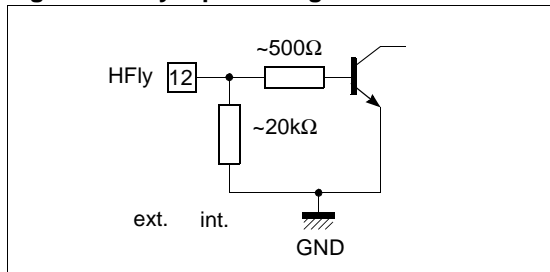 ~500Ω
HFly 12
~20kΩ
ext. int.
GND